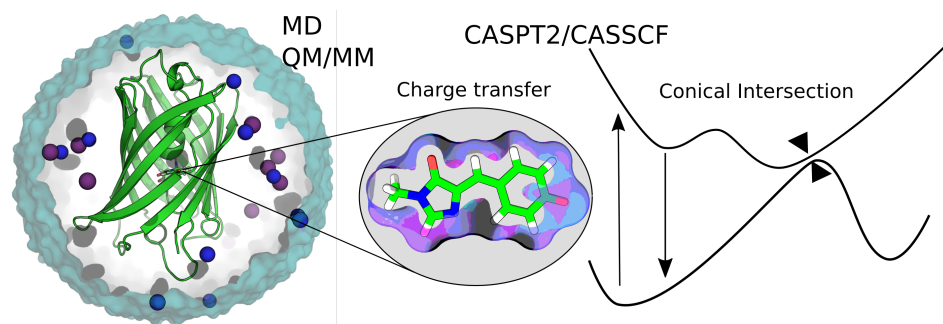 MD
QM/MM
CASPT2/CASSCF
Charge transfer
Conical Intersection